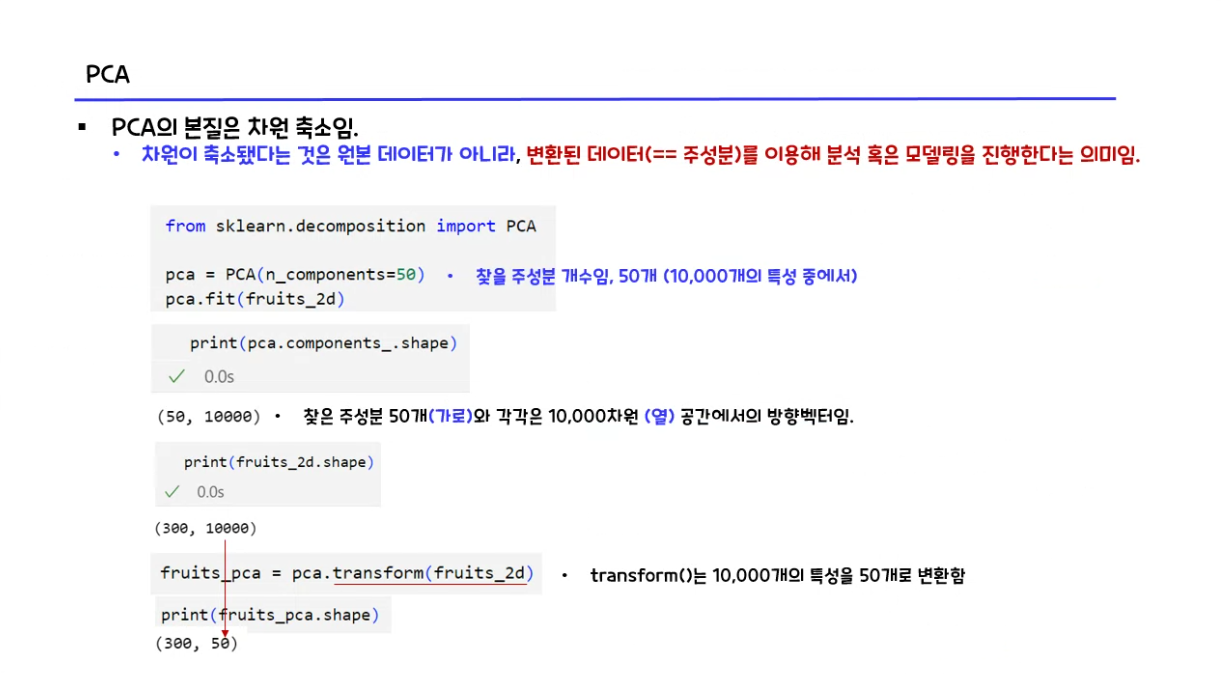 PCA
▪ PCA의 본질은 차원 축소임.
• 차원이 축소됐다는 것은 원본 데이터가 아니라, 변환된 데이터(== 주성분)를 이용해 분석 혹은 모델링을 진행한다는 의미임.
from sklearn.decomposition import PCA
pca = PCA(n_components=50) • 찾을 주성분 개수임, 50개 (10,000개의 특성 중에서)
pca.fit(fruits_2d)
print(pca.components_.shape)
✓ 0.0s
(50, 10000) • 찾은 주성분 50개(가로)와 각각은 10,000차원 (열) 공간에서의 방향벡터임.
print(fruits_2d.shape)
✓ 0.0s
(300, 10000)
fruits_pca = pca.transform(fruits_2d) • transform()는 10,000개의 특성을 50개로 변환함
print(fruits_pca.shape)
(300, 50)